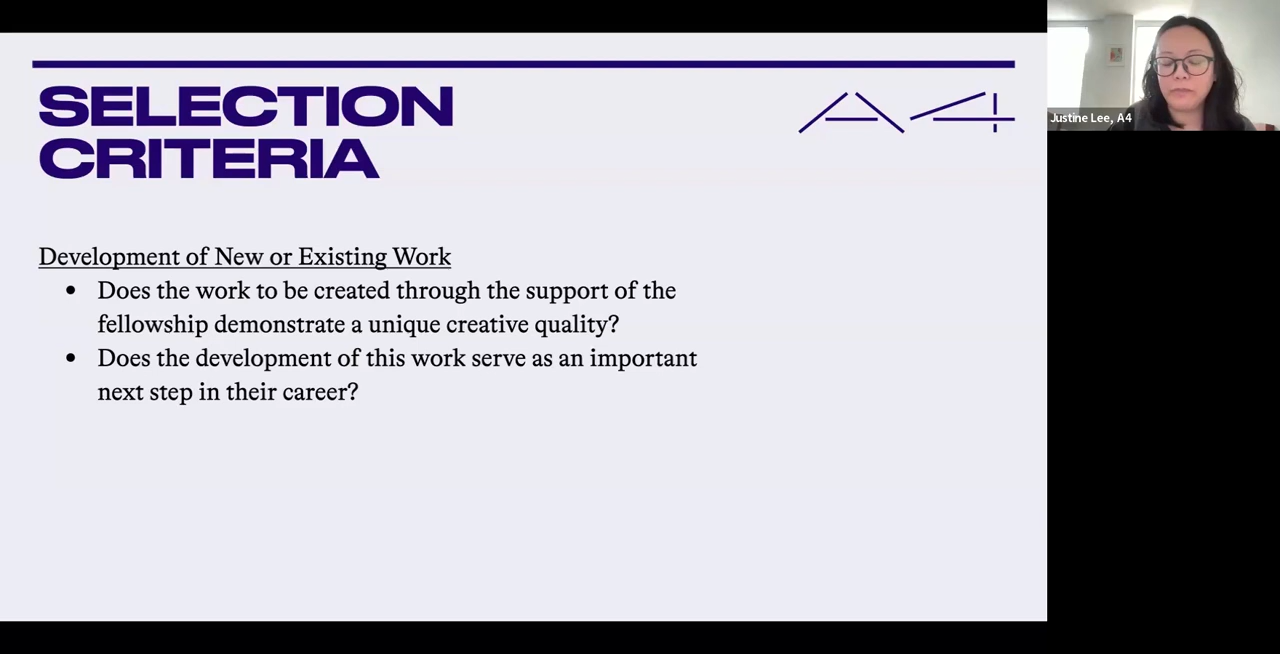 SELECTION
CRITERIA
A4
Development of New or Existing Work
• Does the work to be created through the support of the
fellowship demonstrate a unique creative quality?
• Does the development of this work serve as an important
next step in their career?
Justine Lee, A4